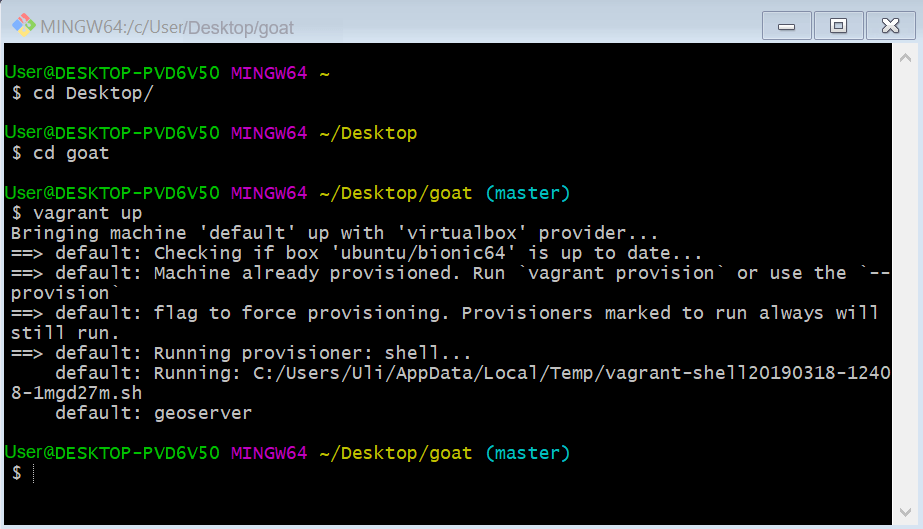 MINGW64:/c/User/Desktop/goat
User@DESKTOP-PVD6V50 MINGW64 ~
$ cd Desktop/
User@DESKTOP-PVD6V50 MINGW64 ~/Desktop
$ cd goat
User@DESKTOP-PVD6V50 MINGW64 ~/Desktop/goat (master)
$ vagrant up
Bringing machine 'default' up with 'virtualbox' provider...
==> default: Checking if box 'ubuntu/bionic64' is up to date...
==> default: Machine already provisioned. Run `vagrant provision` or use the `--
provision`
==> default: flag to force provisioning. Provisioners marked to run always will
still run.
==> default: Running provisioner: shell...
    default: Running: C:/Users/Uli/AppData/Local/Temp/vagrant-shell20190318-1240
8-1mgd27m.sh
    default: geoserver
User@DESKTOP-PVD6V50 MINGW64 ~/Desktop/goat (master)
$